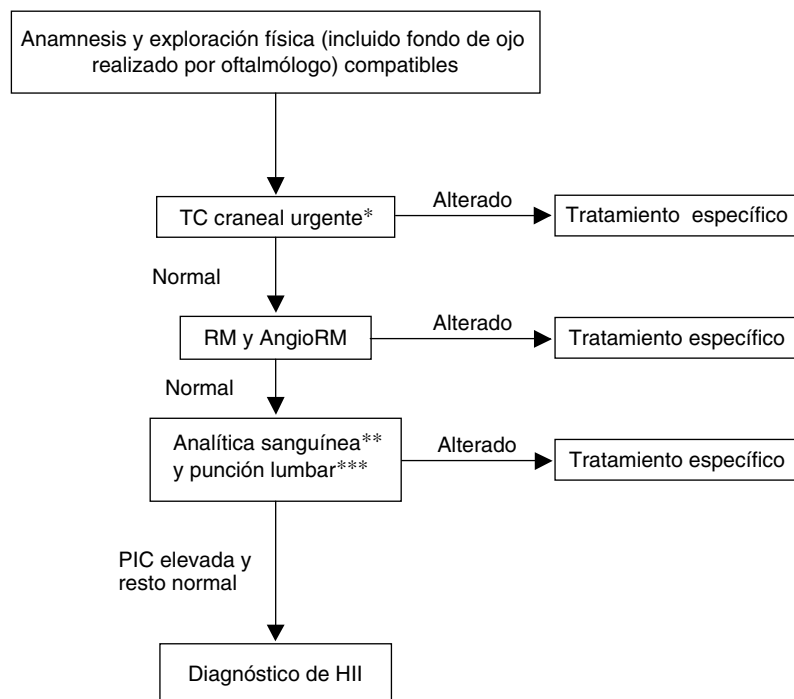 Anamnesis y exploración física (incluido fondo de ojo
realizado por oftalmólogo) compatibles
TC craneal urgente*
Alterado
Tratamiento específico
Normal
RM y AngioRM
Alterado
Tratamiento específico
Normal
Analítica sanguínea**
y punción lumbar***
Alterado
Tratamiento específico
PIC elevada y
resto normal
Diagnóstico de HII